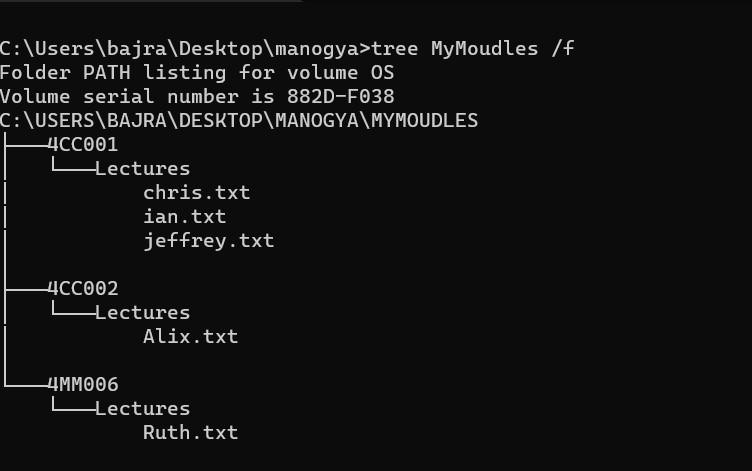 C:\Users\bajra\Desktop\manogya>tree MyMoudles /f
Folder PATH listing for volume OS
Volume serial number is 882D-F038
C:\USERS\BAJRA\DESKTOP\MANOGYA\MYMOUDLES
├───4CC001
│   └───Lectures
│           chris.txt
│           ian.txt
│           jeffrey.txt
│
├───4CC002
│   └───Lectures
│           Alix.txt
│
└───4MM006
    └───Lectures
            Ruth.txt